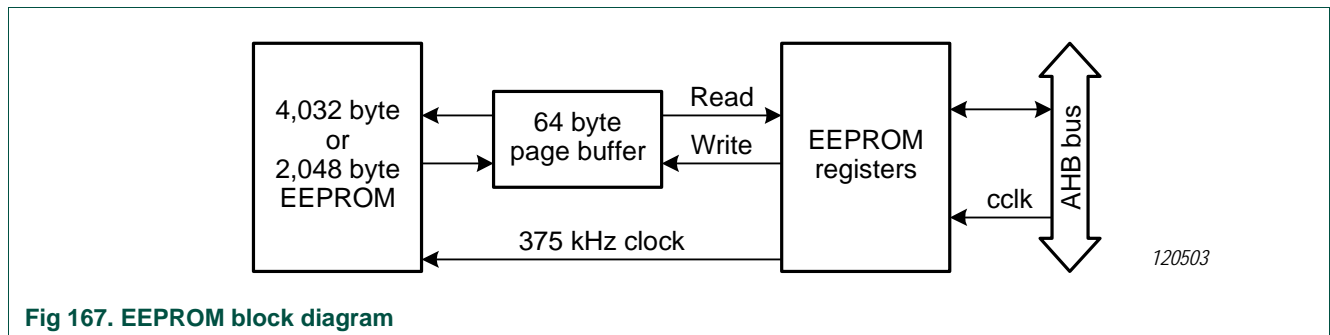 4,032 byte
or
2,048 byte
EEPROM
64 byte
page buffer
Read
Write
EEPROM
registers
AHB bus
cclk
375 kHz clock
120503
Fig 167. EEPROM block diagram